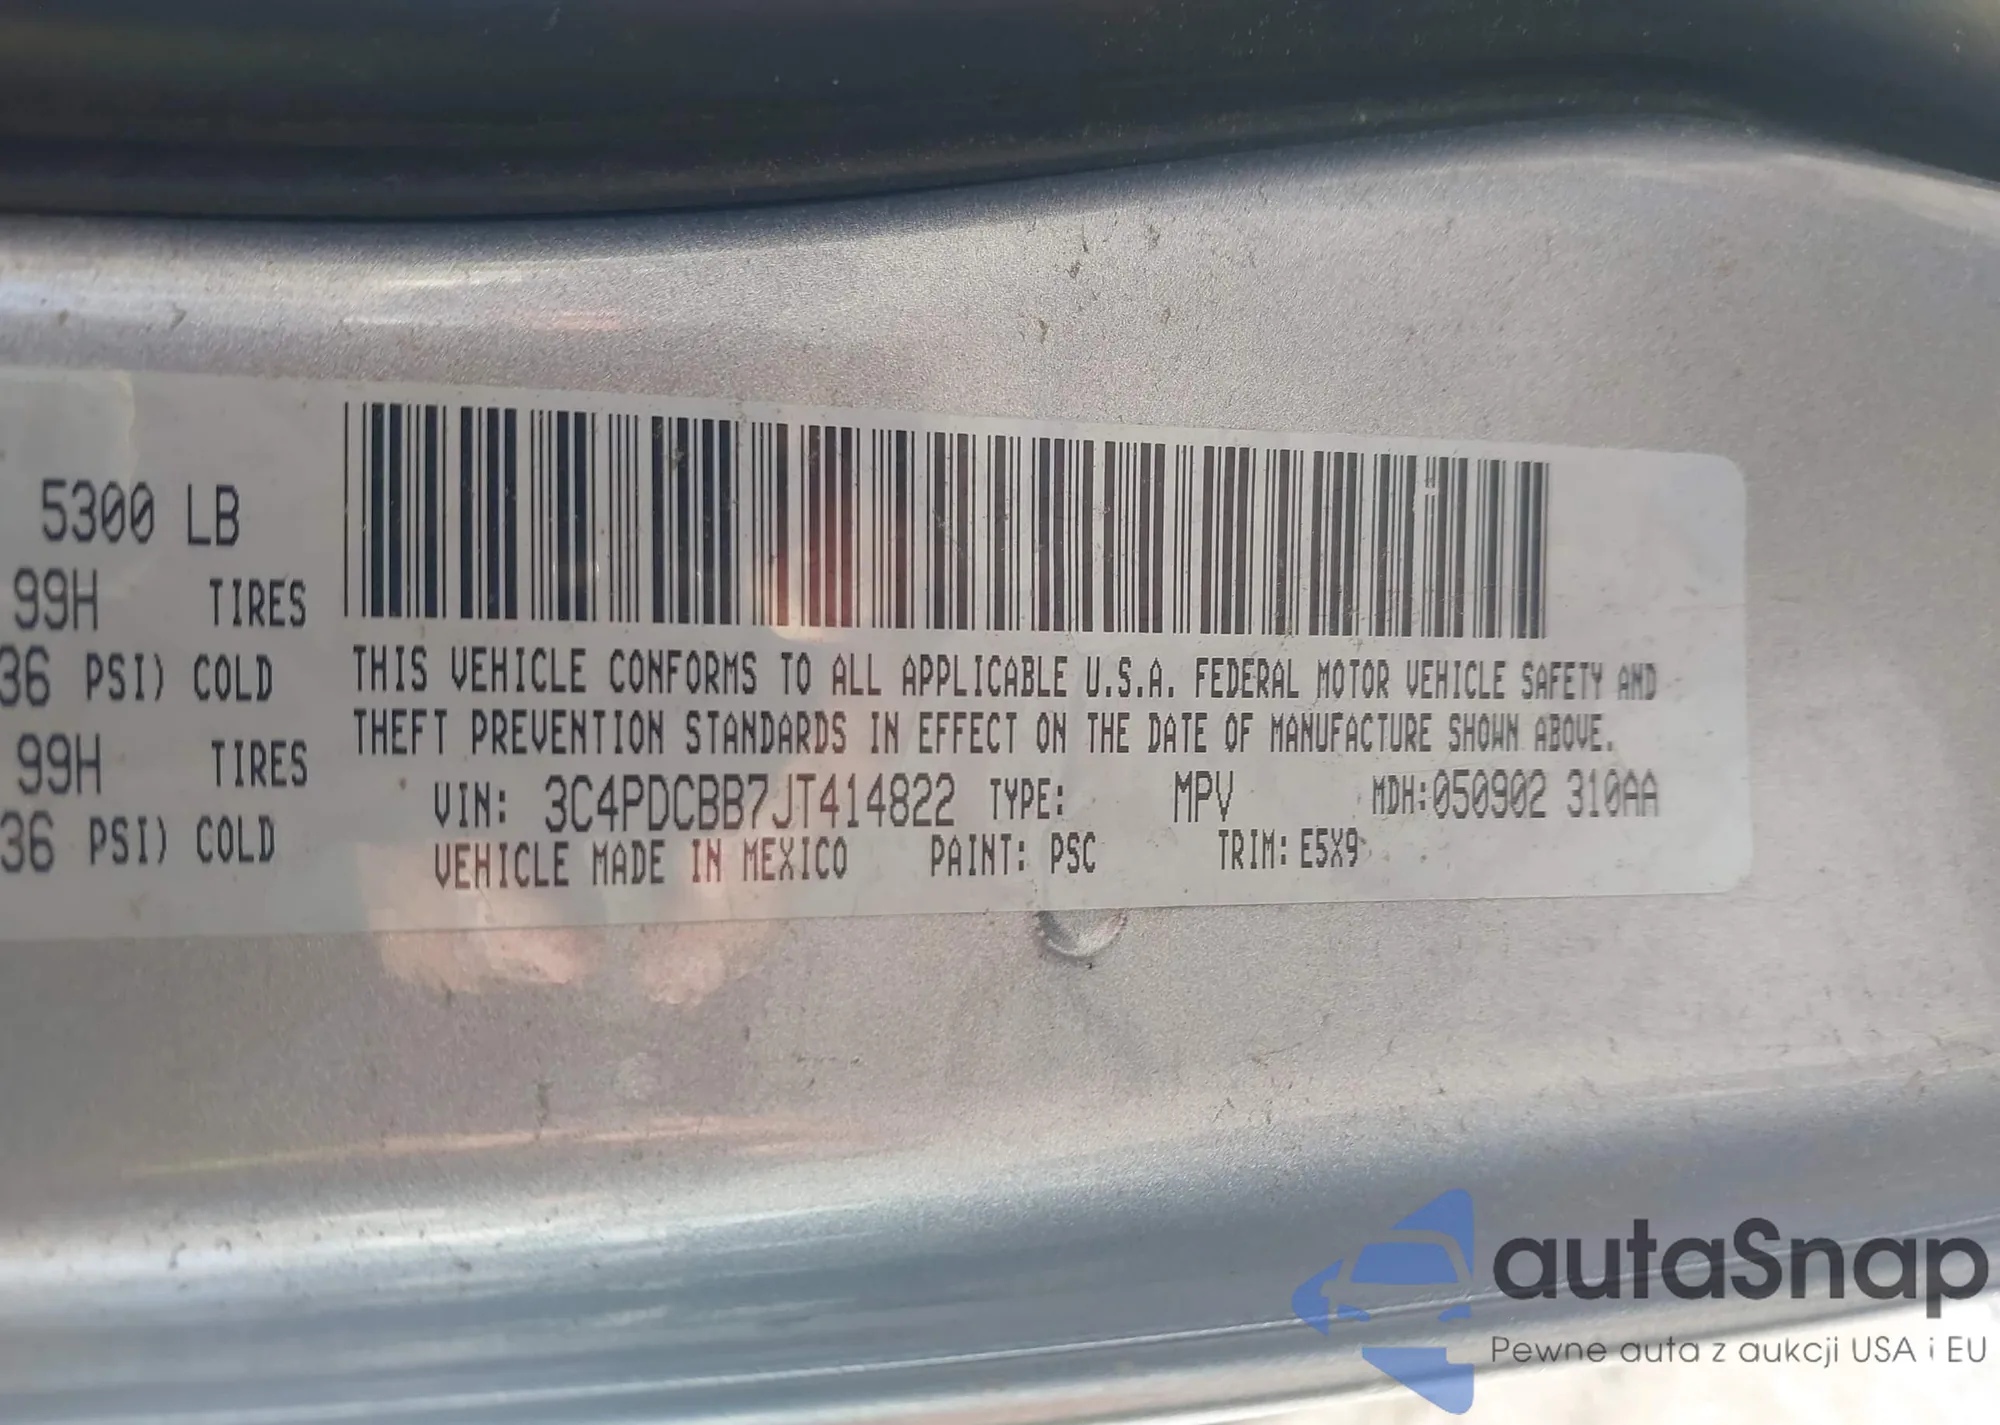 5300 LB
99H TIRES
36 PSI) COLD
99H TIRES
36 PSI) COLD
THIS VEHICLE CONFORMS TO ALL APPLICABLE U.S.A. FEDERAL MOTOR VEHICLE SAFETY AND
THEFT PREVENTION STANDARDS IN EFFECT ON THE DATE OF MANUFACTURE SHOWN ABOVE.
VIN: 3C4PDCBB7JT414822 TYPE: MPV MDH:050902 310AA
VEHICLE MADE IN MEXICO PAINT: PSC TRIM: E5X9
autaSnap
Pewne auta z aukcji USA i EU